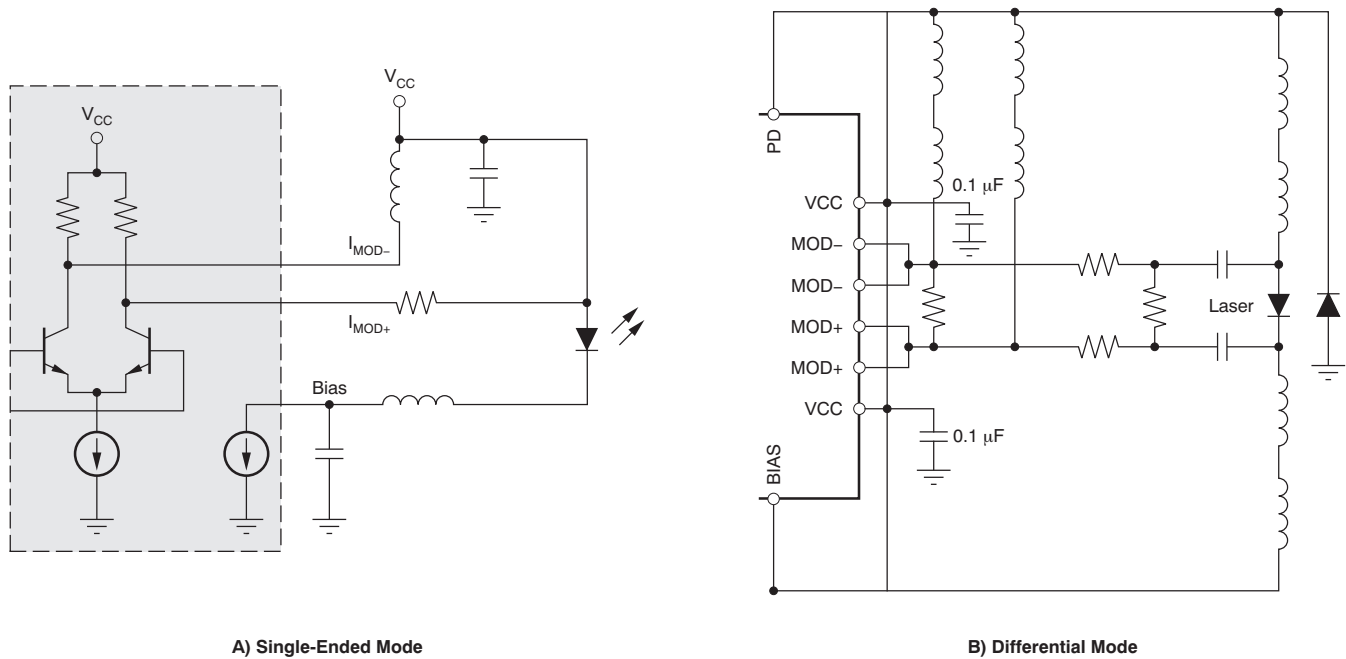 V_CC
V_CC
I_MOD–
I_MOD+
Bias
A) Single-Ended Mode
PD
VCC
MOD–
MOD–
MOD+
MOD+
VCC
BIAS
0.1 μF
0.1 μF
Laser
B) Differential Mode